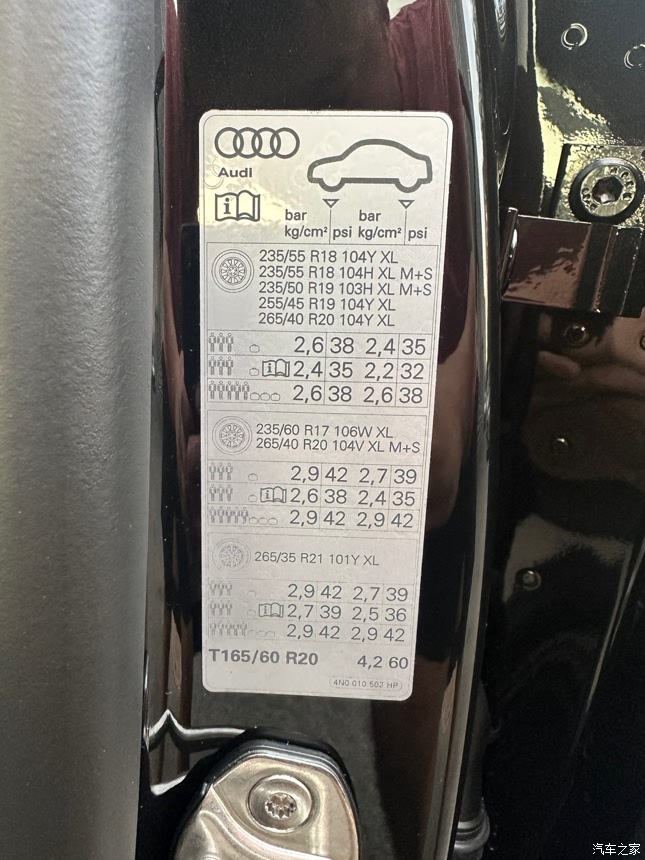 Audi
i
bar bar
kg/cm² psi kg/cm² psi
235/55 R18 104Y XL
235/55 R18 104H XL M+S
235/50 R19 103H XL M+S
255/45 R19 104Y XL
265/40 R20 104Y XL
2,6 38 2,4 35
i 2,4 35 2,2 32
2,6 38 2,6 38
235/60 R17 106W XL
265/40 R20 104V XL M+S
2,9 42 2,7 39
i 2,6 38 2,4 35
2,9 42 2,9 42
265/35 R21 101Y XL
2,9 42 2,7 39
i 2,7 39 2,5 36
2,9 42 2,9 42
T165/60 R20 4,2 60
4N0 010 502 HP
汽车之家